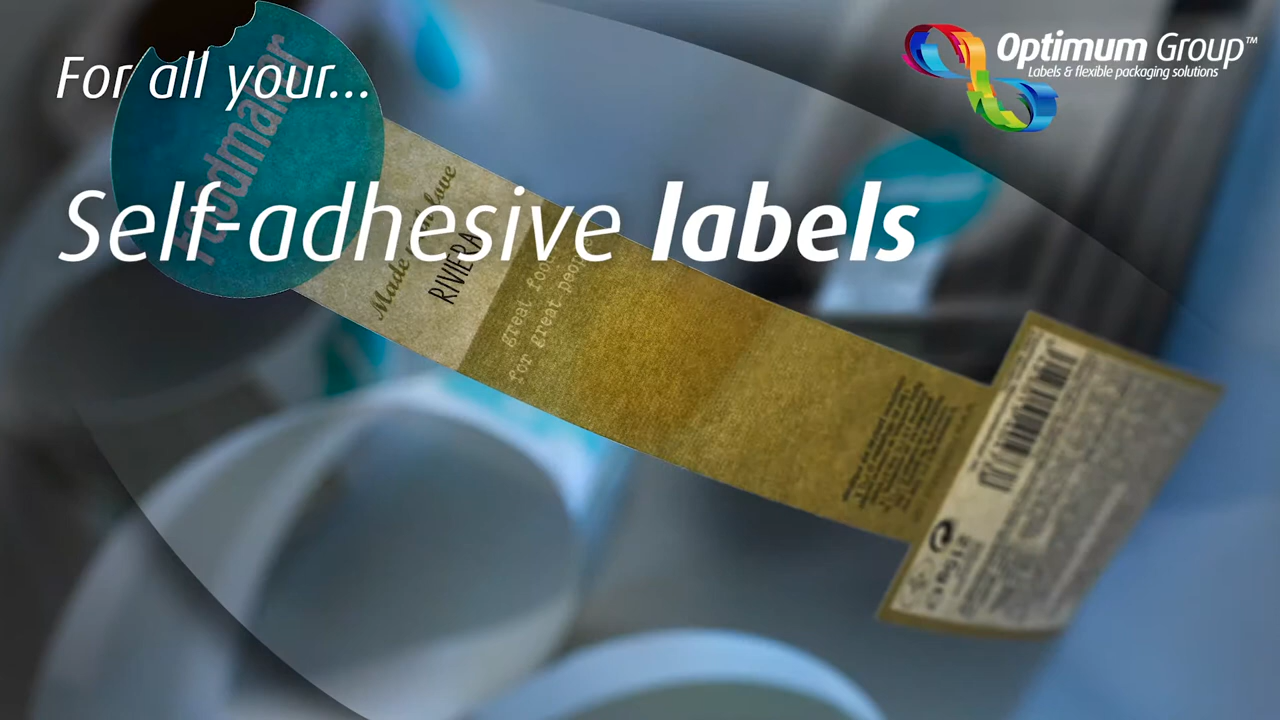 For all your...
Optimum Group™
Labels & flexible packaging solutions
Self-adhesive labels
foodmaker
Made with love
RIVIERA
great food
for great people